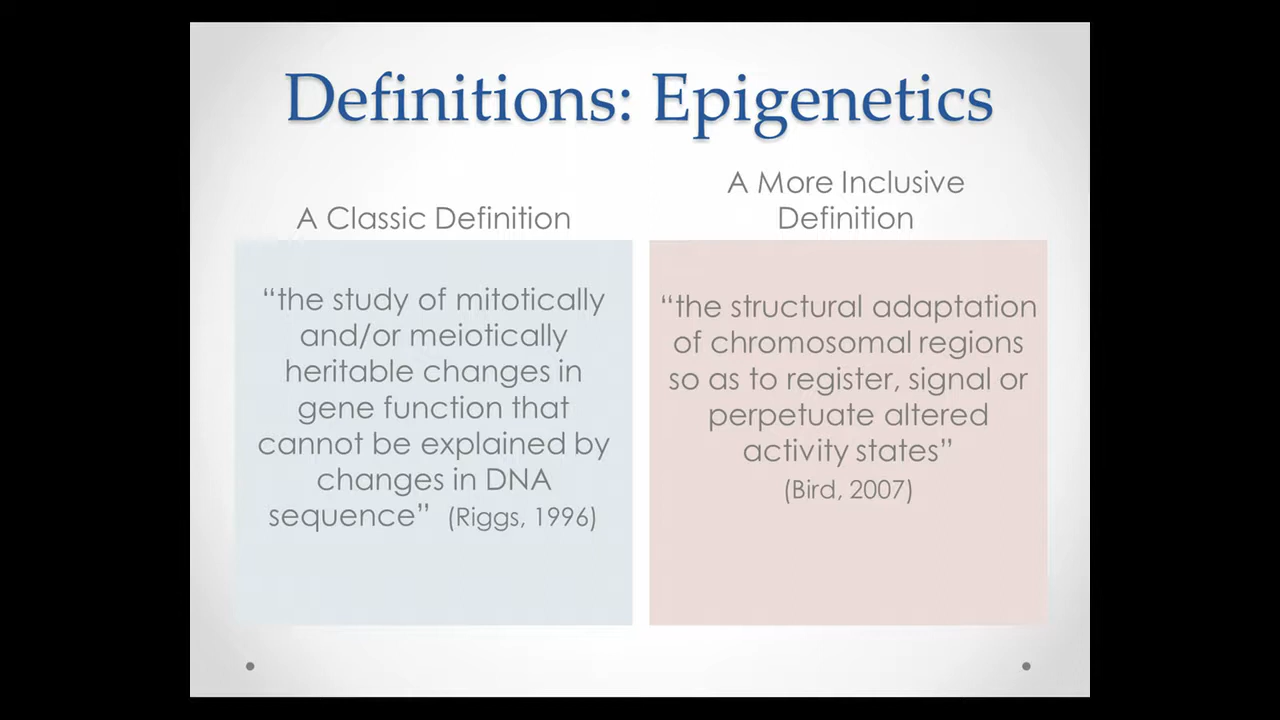 Definitions: Epigenetics
A Classic Definition
“the study of mitotically
and/or meiotically
heritable changes in
gene function that
cannot be explained by
changes in DNA
sequence” (Riggs, 1996)
A More Inclusive
Definition
“the structural adaptation
of chromosomal regions
so as to register, signal or
perpetuate altered
activity states”
(Bird, 2007)